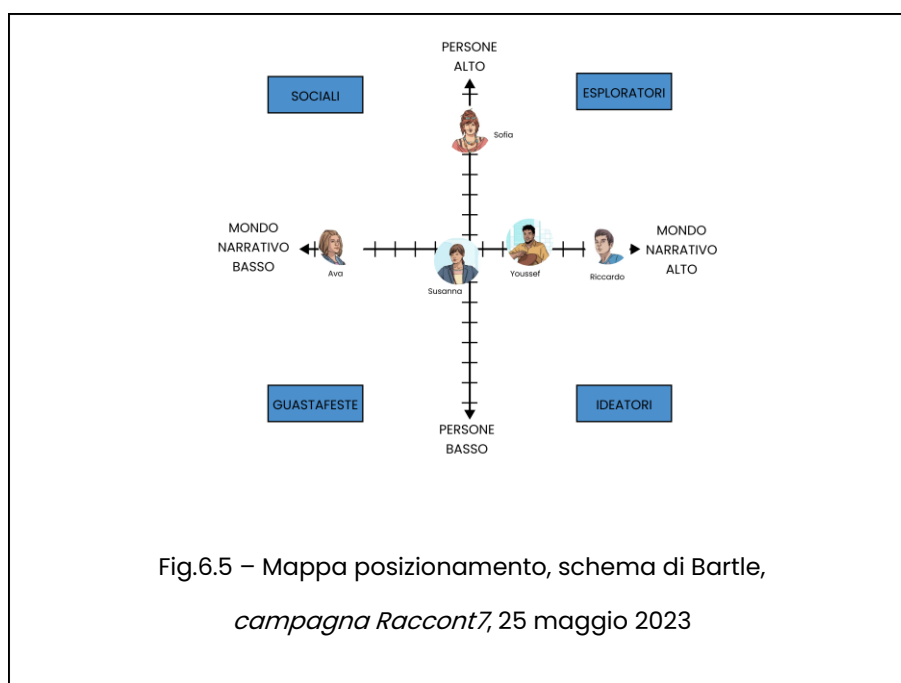 PERSONE
ALTO
SOCIALI
ESPLORATORI
Sofia
MONDO
NARRATIVO
BASSO
MONDO
NARRATIVO
ALTO
Ava
Susanna
Youssef
Riccardo
GUASTAFESTE
IDEATORI
PERSONE
BASSO
Fig.6.5 – Mappa posizionamento, schema di Bartle,
campagna Raccont7, 25 maggio 2023